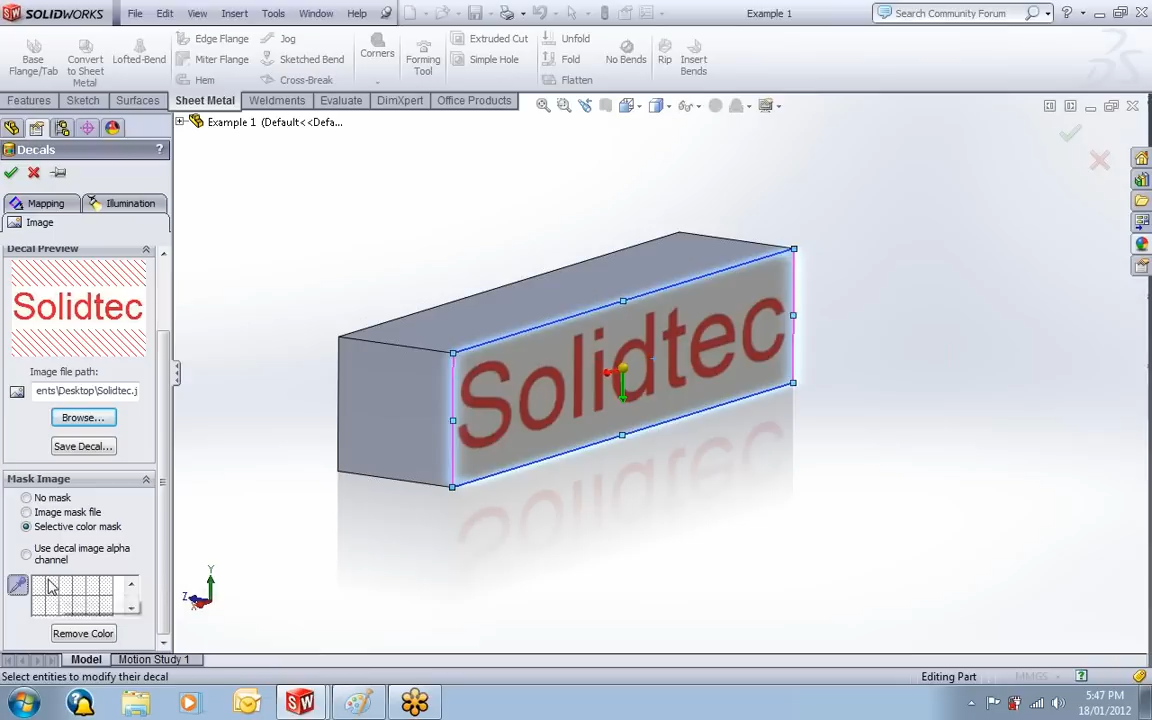 SOLIDWORKS File Edit View Insert Tools Window Help Example 1 Search Community Forum
Base Flange/Tab Convert to Sheet Metal Lofted-Bend Edge Flange Miter Flange Hem Jog Sketched Bend Cross-Break Corners Forming Tool Extruded Cut Simple Hole Unfold Fold Flatten No Bends Rip Insert Bends
Features Sketch Surfaces Sheet Metal Weldments Evaluate DimXpert Office Products
Example 1 (Default<<Defa...
Decals ?
Mapping Illumination
Image
Decal Preview
Solidtec
Solidtec
Image file path:
ents\Desktop\Solidtec.j
Browse...
Save Decal...
Mask Image
No mask
Image mask file
Selective color mask
Use decal image alpha
channel
Remove Color
Y
Z
X
Model Motion Study 1
Select entities to modify their decal Editing Part MMGS
5:47 PM
18/01/2012